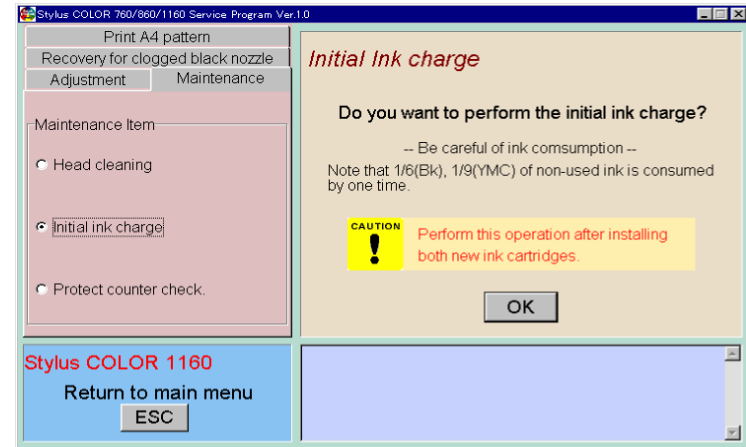 Stylus COLOR 760/860/1160 Service Program Ver.1.0
Print A4 pattern
Recovery for clogged black nozzle
Adjustment
Maintenance
Maintenance Item
Head cleaning
Initial ink charge
Protect counter check.
Initial Ink charge
Do you want to perform the initial ink charge?
-- Be careful of ink comsumption --
Note that 1/6(Bk), 1/9(YMC) of non-used ink is consumed
by one time.
CAUTION
Perform this operation after installing
both new ink cartridges.
OK
Stylus COLOR 1160
Return to main menu
ESC